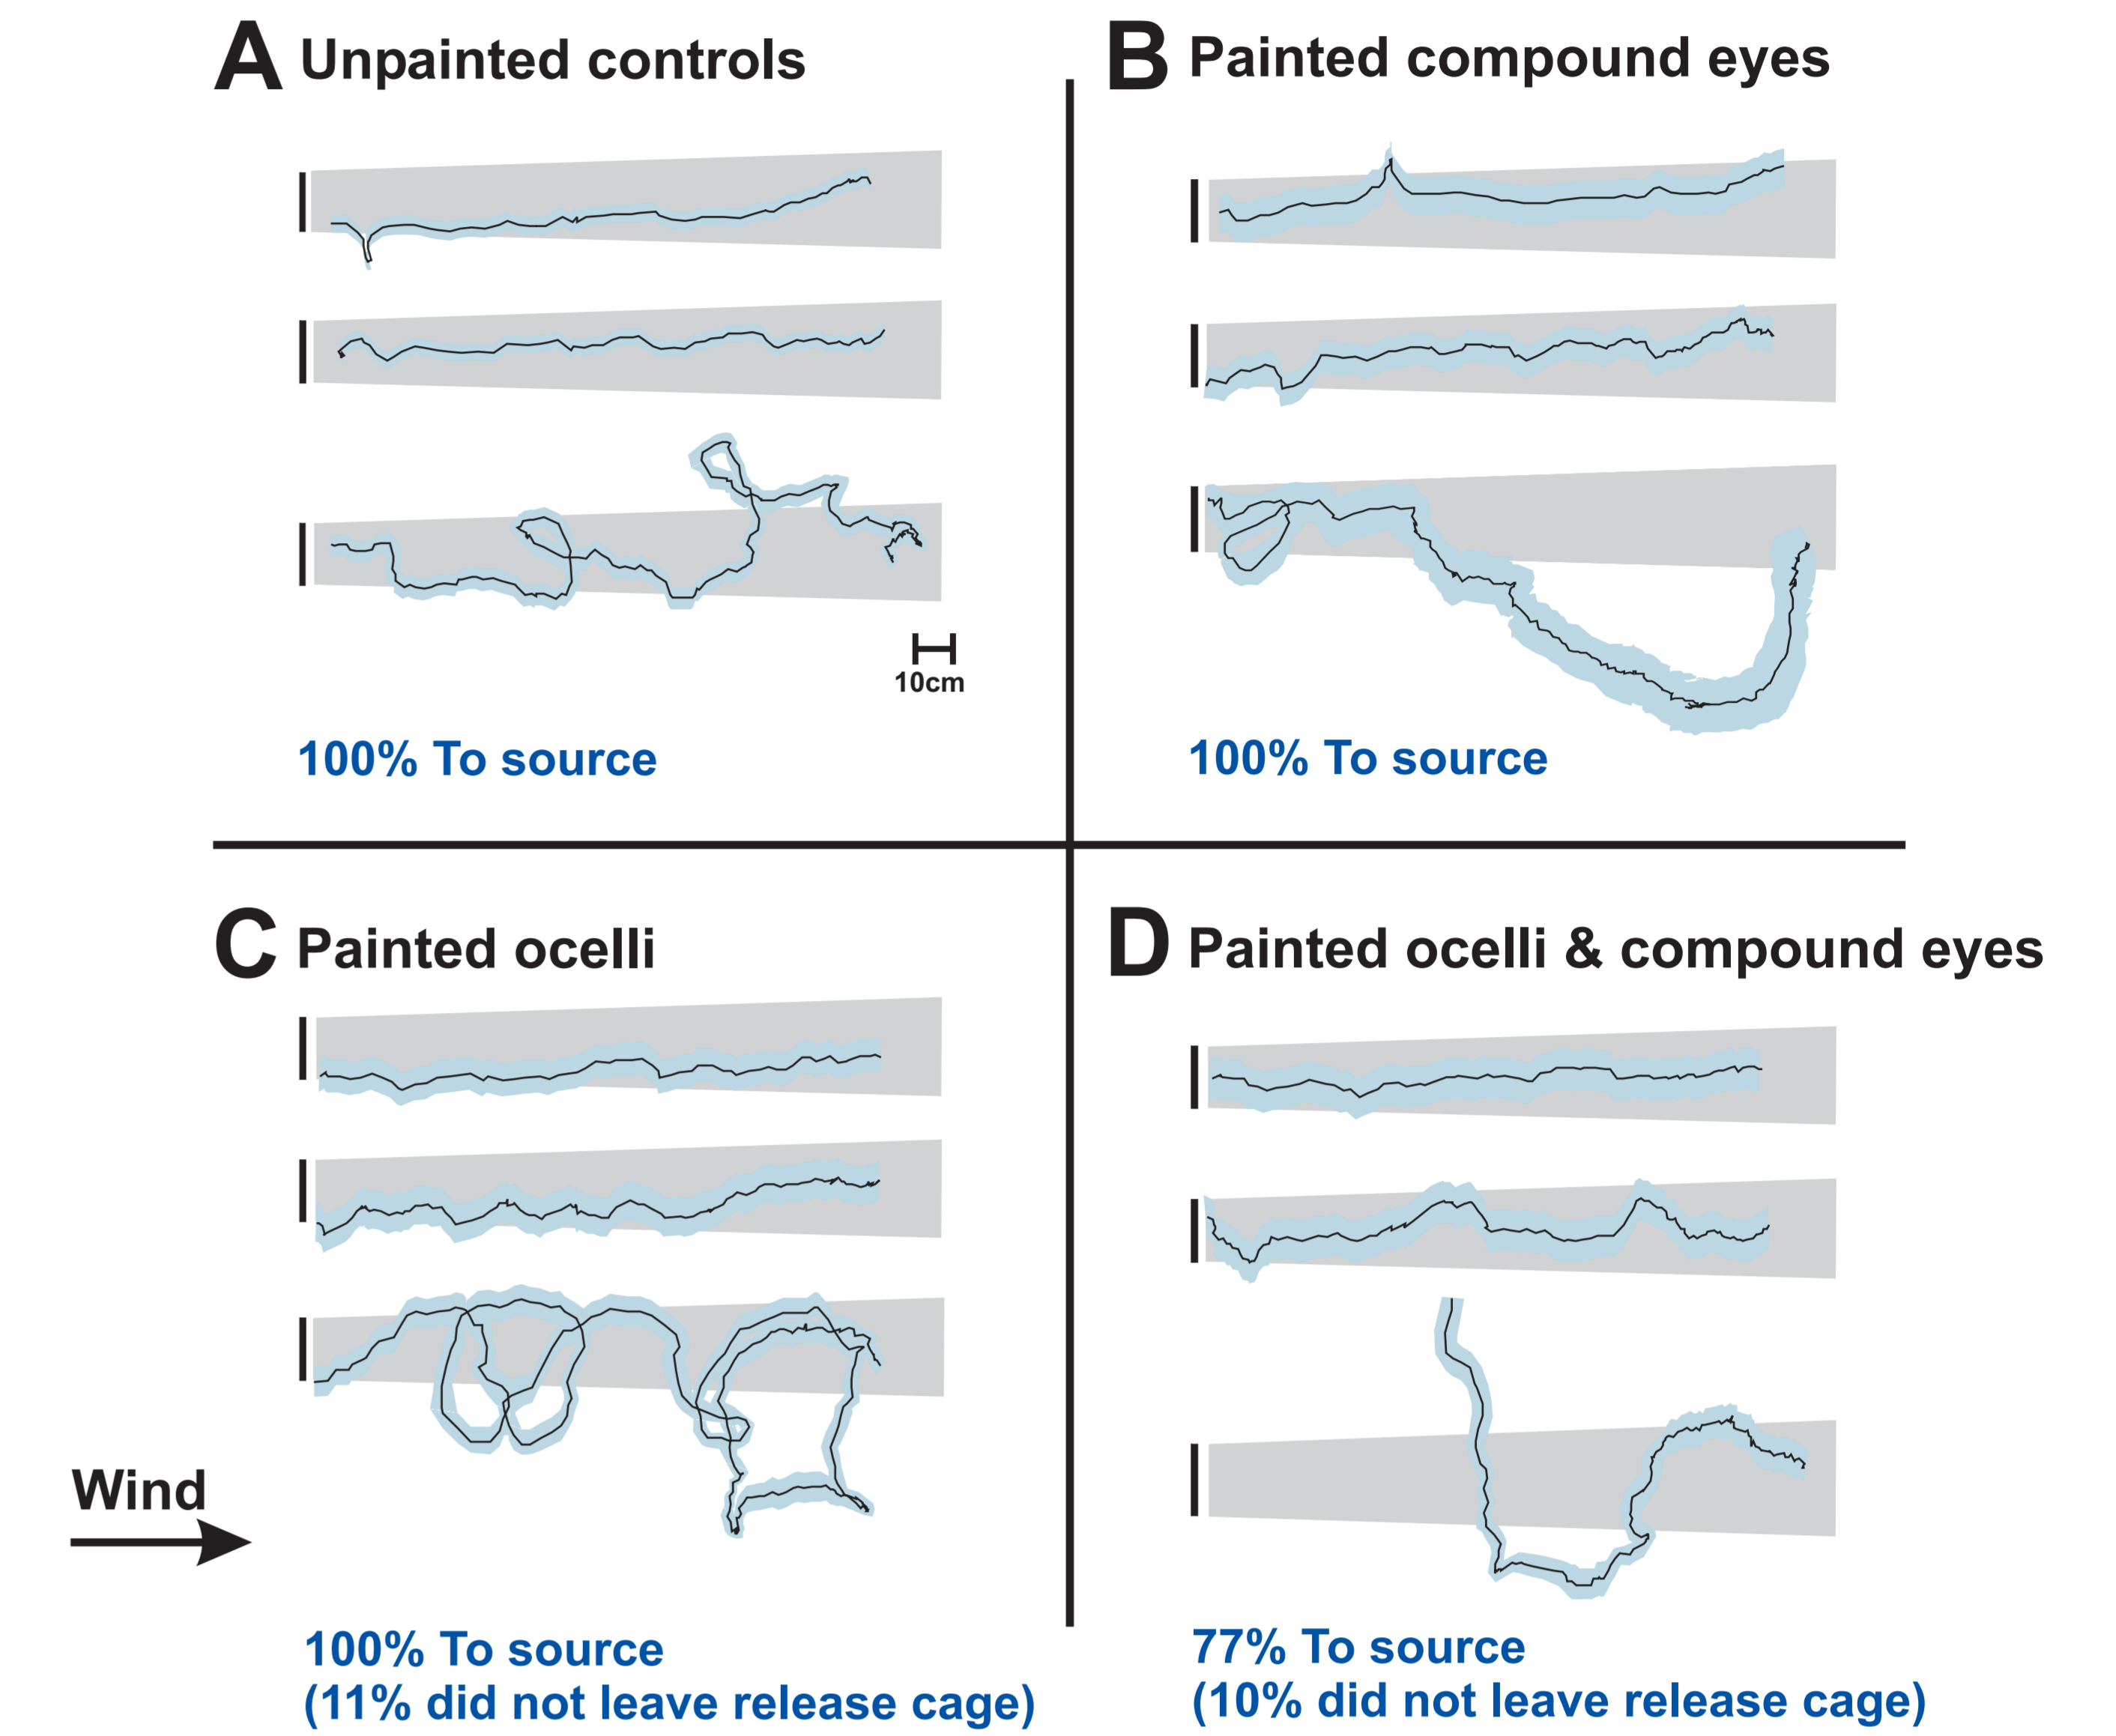 A Unpainted controls
B Painted compound eyes
10cm
100% To source
100% To source
C Painted ocelli
D Painted ocelli & compound eyes
Wind
100% To source
(11% did not leave release cage)
77% To source
(10% did not leave release cage)